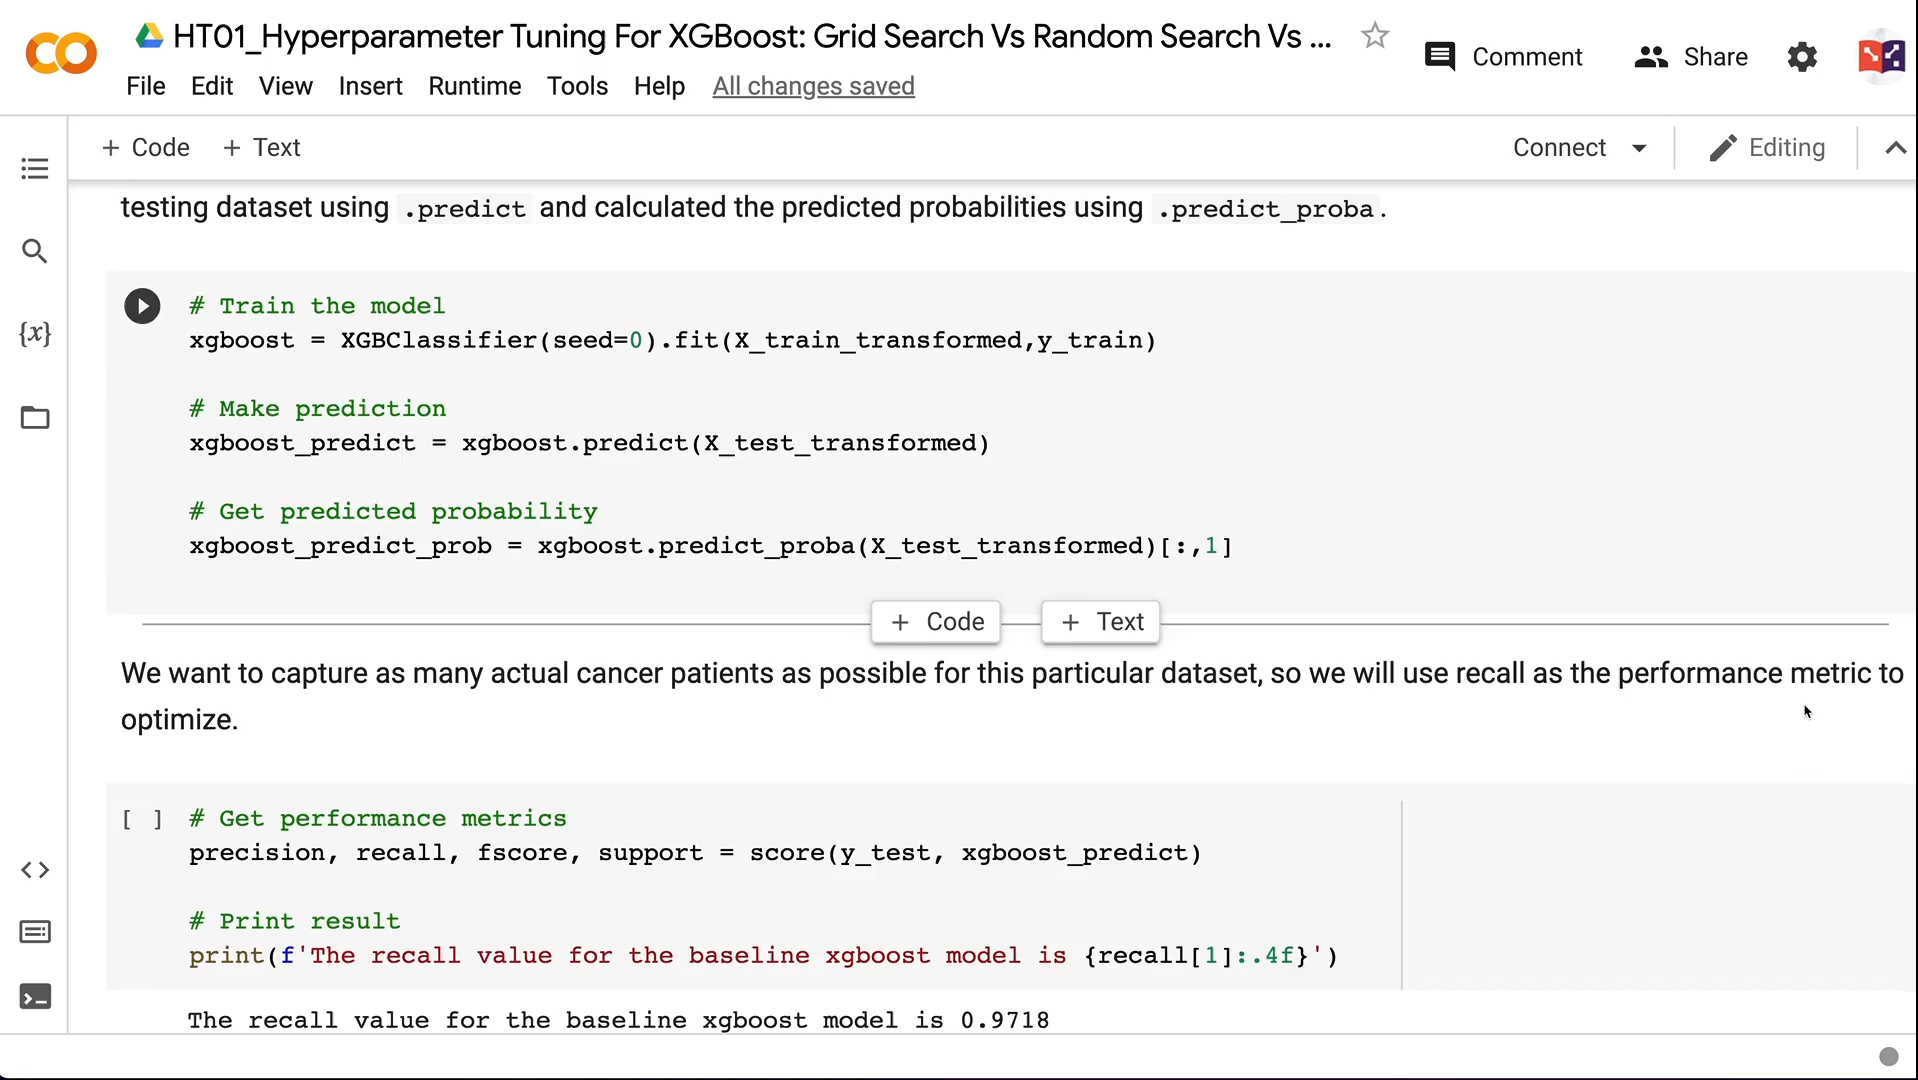 HT01_Hyperparameter Tuning For XGBoost: Grid Search Vs Random Search Vs ...
Comment
Share
File Edit View Insert Runtime Tools Help All changes saved
+ Code + Text
Connect
Editing
testing dataset using .predict and calculated the predicted probabilities using .predict_proba.
{x}
# Train the model
xgboost = XGBClassifier(seed=0).fit(X_train_transformed,y_train)
# Make prediction
xgboost_predict = xgboost.predict(X_test_transformed)
# Get predicted probability
xgboost_predict_prob = xgboost.predict_proba(X_test_transformed)[:,1]
+ Code + Text
We want to capture as many actual cancer patients as possible for this particular dataset, so we will use recall as the performance metric to
optimize.
[ ] # Get performance metrics
precision, recall, fscore, support = score(y_test, xgboost_predict)
# Print result
print(f'The recall value for the baseline xgboost model is {recall[1]:.4f}')
The recall value for the baseline xgboost model is 0.9718